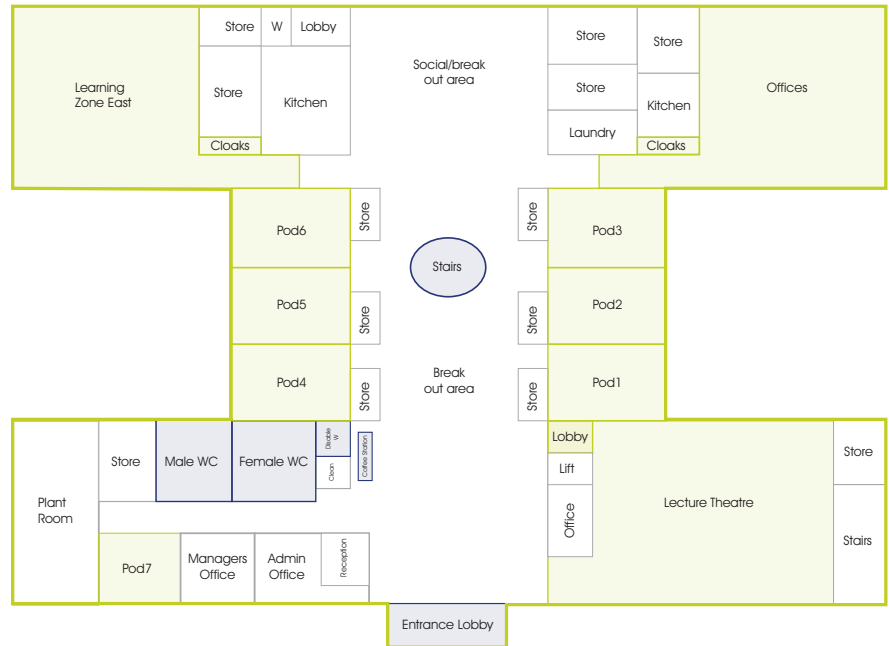 Store
W
Lobby
Learning
Zone East
Store
Kitchen
Cloaks
Social/break
out area
Store
Store
Store
Laundry
Kitchen
Cloaks
Offices
Pod6
Store
Store
Pod3
Stairs
Pod5
Store
Store
Pod2
Pod4
Store
Break
out area
Store
Pod1
Plant
Room
Store
Male WC
Female WC
Disable
W
Clean
Coffee Station
Lobby
Lift
Office
Lecture Theatre
Store
Stairs
Pod7
Managers
Office
Admin
Office
Reception
Entrance Lobby